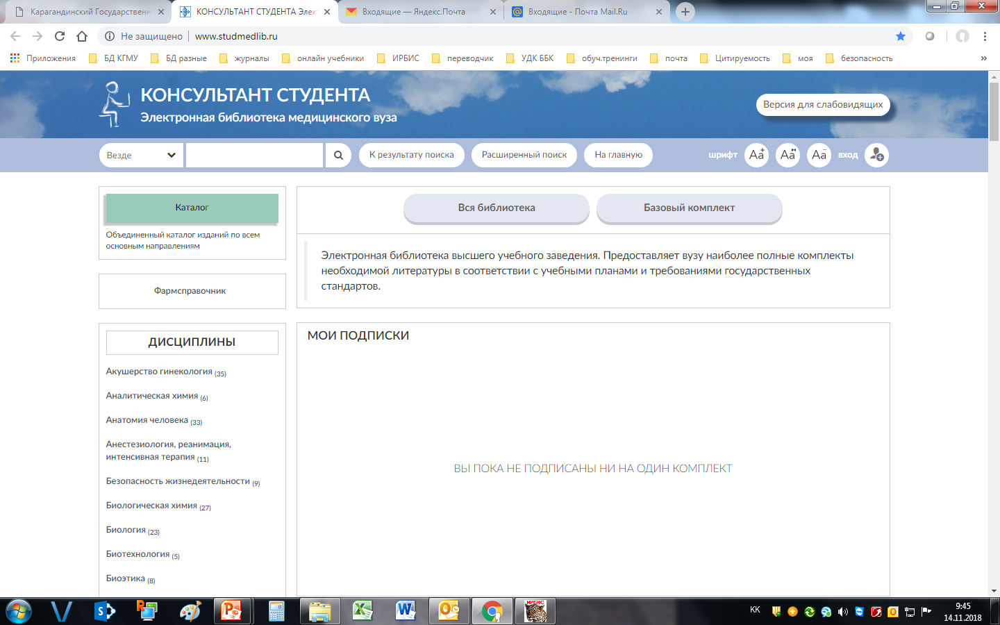 Карагандинский Государственн
КОНСУЛЬТАНТ СТУДЕНТА Элек
Входящие — Яндекс.Почта
Входящие - Почта Mail.Ru
Не защищено
www.studmedlib.ru
Приложения
БД КГМУ
БД разные
журналы
онлайн учебники
ИРБИС
переводчик
УДК ББК
обуч.тренинги
почта
Цитируемость
моя
безопасность
»
КОНСУЛЬТАНТ СТУДЕНТА
Электронная библиотека медицинского вуза
Версия для слабовидящих
Везде
К результату поиска
Расширенный поиск
На главную
шрифт
Aa+
Aa
Aa-
вход
Каталог
Объединенный каталог изданий по всем
основным направлениям
Фармсправочник
ДИСЦИПЛИНЫ
Акушерство гинекология (35)
Аналитическая химия (6)
Анатомия человека (33)
Анестезиология, реанимация,
интенсивная терапия (11)
Безопасность жизнедеятельности (9)
Биологическая химия (27)
Биология (23)
Биотехнология (5)
Биоэтика (8)
Вся библиотека
Базовый комплект
Электронная библиотека высшего учебного заведения. Предоставляет вузу наиболее полные комплекты
необходимой литературы в соответствии с учебными планами и требованиями государственных
стандартов.
МОИ ПОДПИСКИ
ВЫ ПОКА НЕ ПОДПИСАНЫ НИ НА ОДИН КОМПЛЕКТ
ИРБИС
KK
9:45
14.11.2018